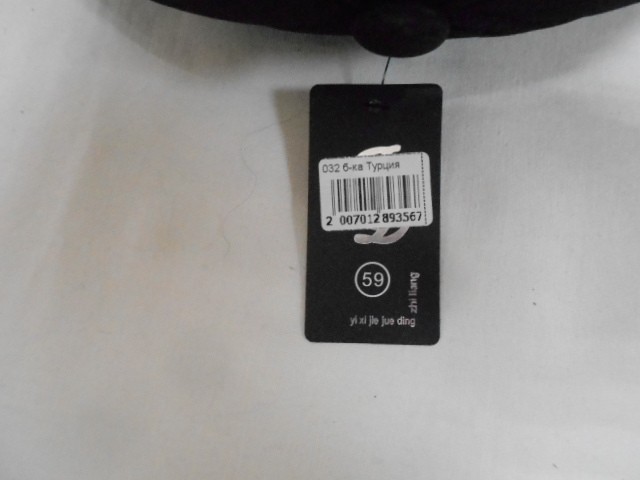 032 б-ка Турция
2 007012 893567
59
zhi liang
yi xi jie jue ding